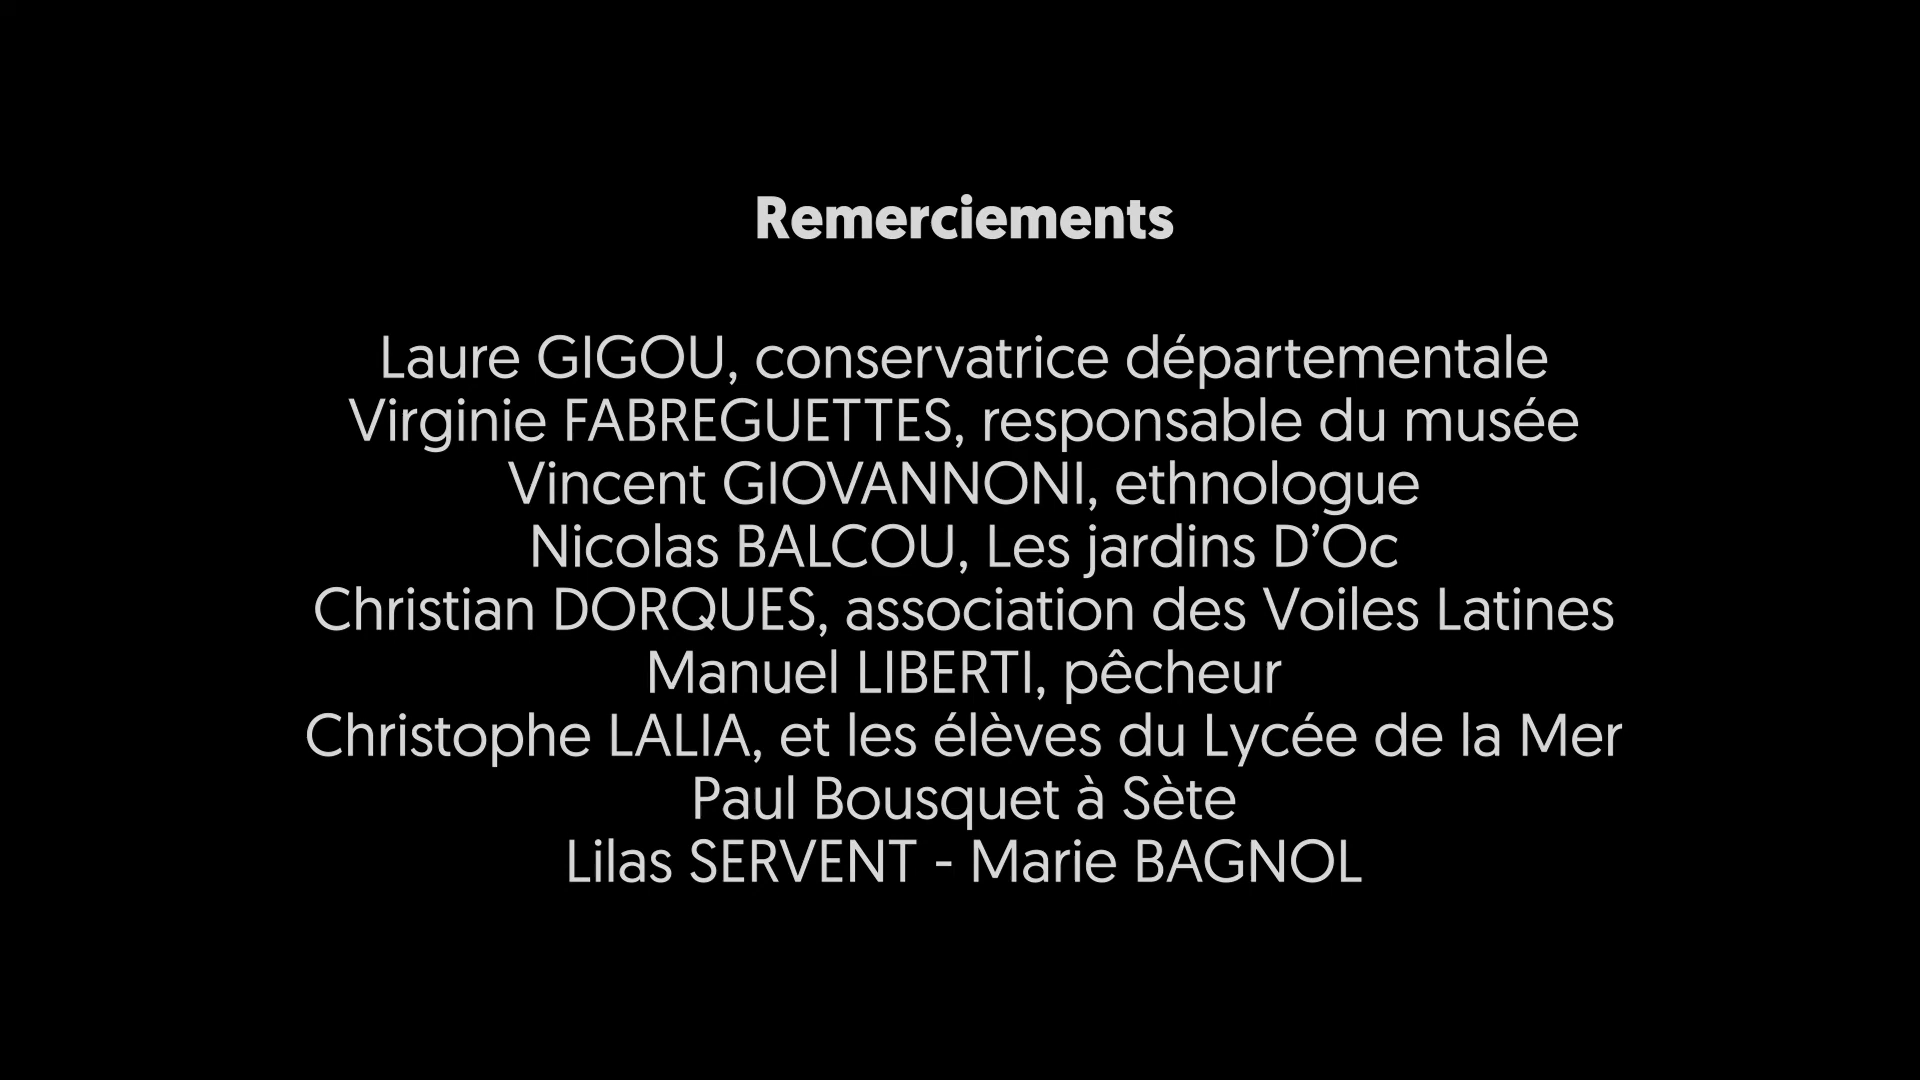 Remerciements
Laure GIGOU, conservatrice départementale
Virginie FABREGUETTES, responsable du musée
Vincent GIOVANNONI, ethnologue
Nicolas BALCOU, Les jardins D’Oc
Christian DORQUES, association des Voiles Latines
Manuel LIBERTI, pêcheur
Christophe LALIA, et les élèves du Lycée de la Mer
Paul Bousquet à Sète
Lilas SERVENT - Marie BAGNOL